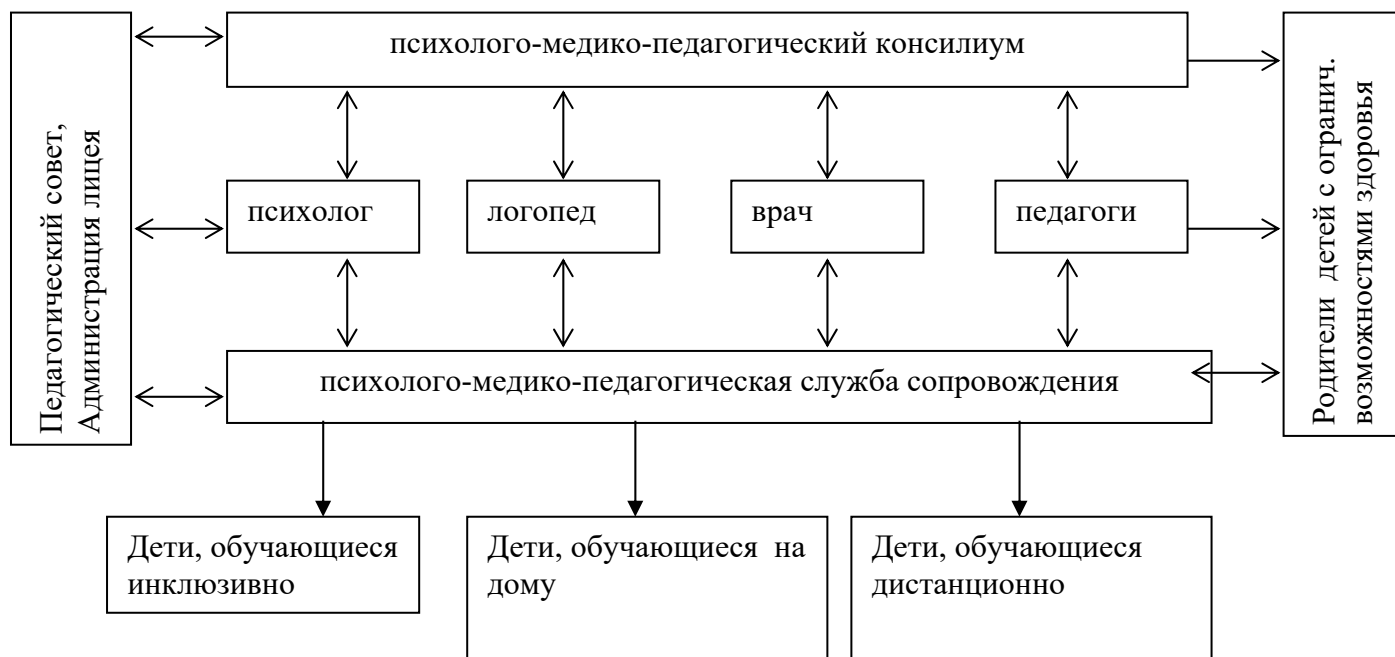 психолого-медико-педагогический консилиум
Педагогический совет,
Администрация лицея
Родители  детей с огранич.
возможностями здоровья
психолог
логопед
врач
педагоги
психолого-медико-педагогическая служба сопровождения
Дети, обучающиеся
инклюзивно
Дети, обучающиеся  на
дому
Дети, обучающиеся
дистанционно